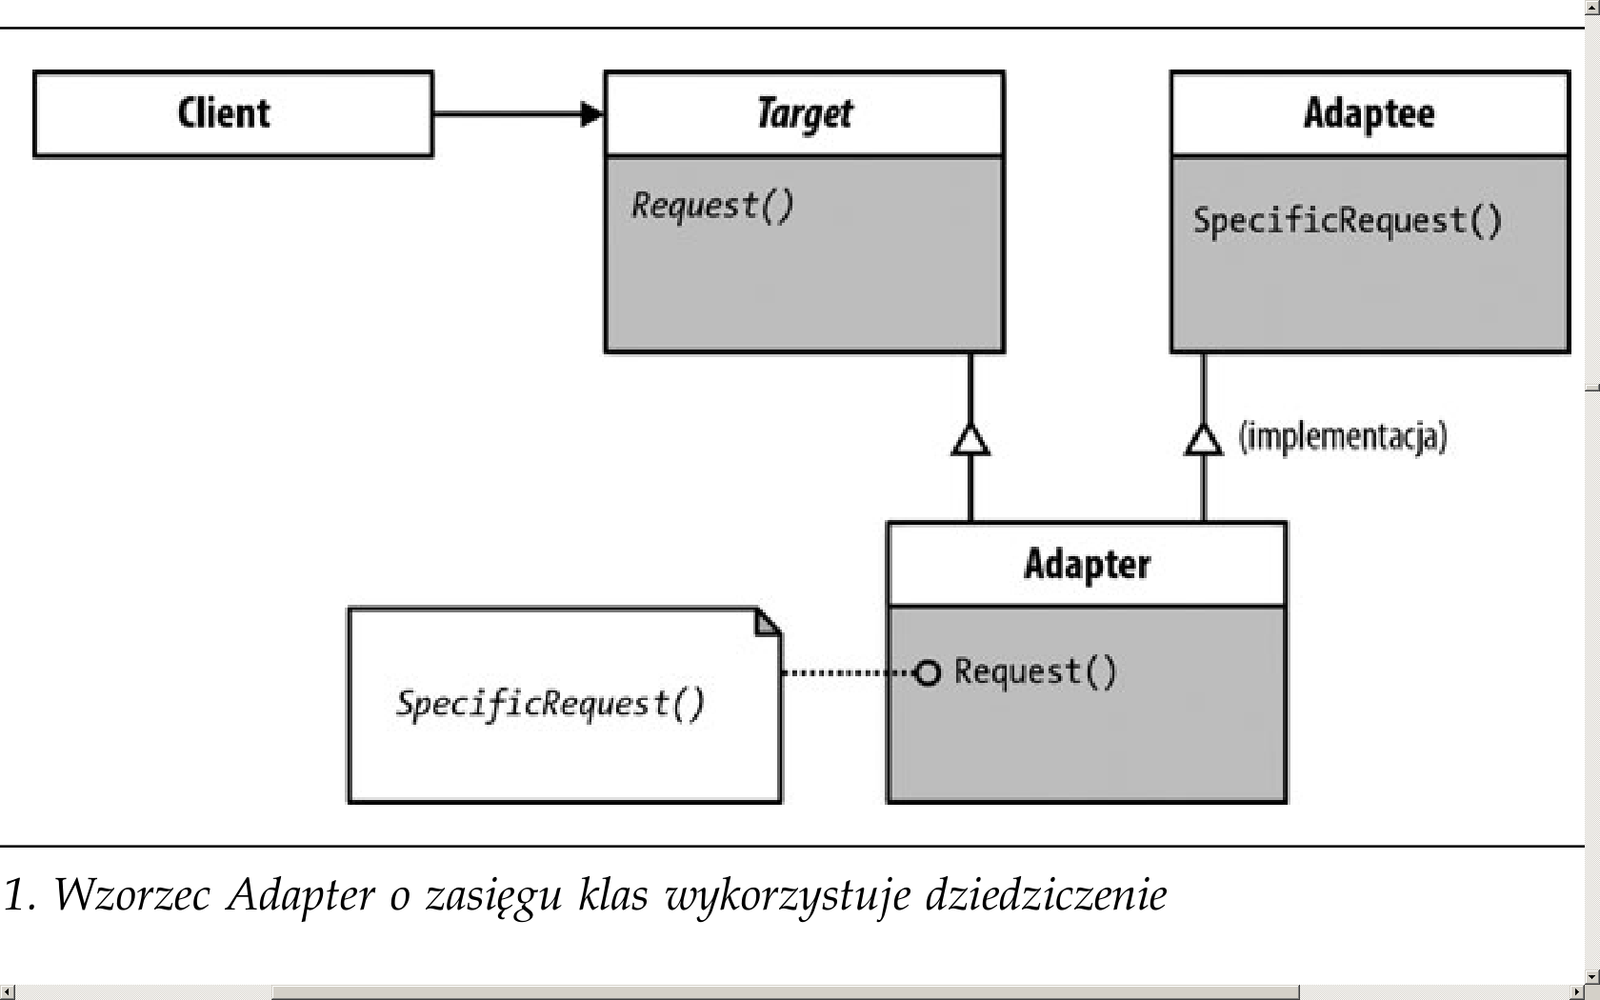 Client
Target
Adaptee
Request()
SpecificRequest()
(implementacja)
Adapter
Request()
SpecificRequest()
1. Wzorzec Adapter o zasięgu klas wykorzystuje dziedziczenie